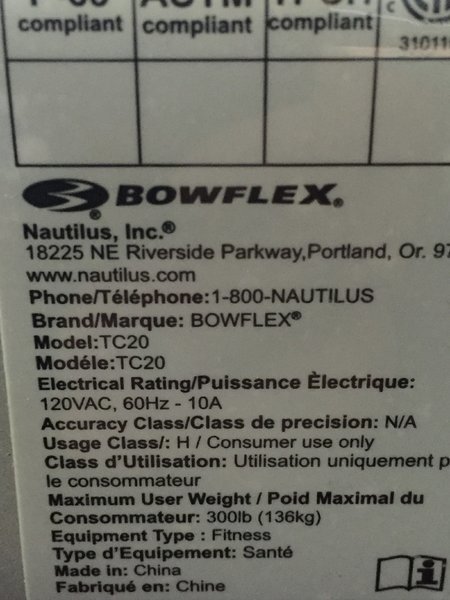 compliant compliant compliant
BOWFLEX®
Nautilus, Inc.®
18225 NE Riverside Parkway,Portland, Or.
www.nautilus.com
Phone/Téléphone:1-800-NAUTILUS
Brand/Marque: BOWFLEX®
Model:TC20
Modéle:TC20
Electrical Rating/Puissance Èlectrique:
120VAC, 60Hz - 10A
Accuracy Class/Class de precision: N/A
Usage Class/: H / Consumer use only
Class d'Utilisation: Utilisation uniquement
le consommateur
Maximum User Weight / Poid Maximal du
Consommateur: 300lb (136kg)
Equipment Type : Fitness
Type d'Equipement: Santé
Made in: China
Fabriqué en: Chine